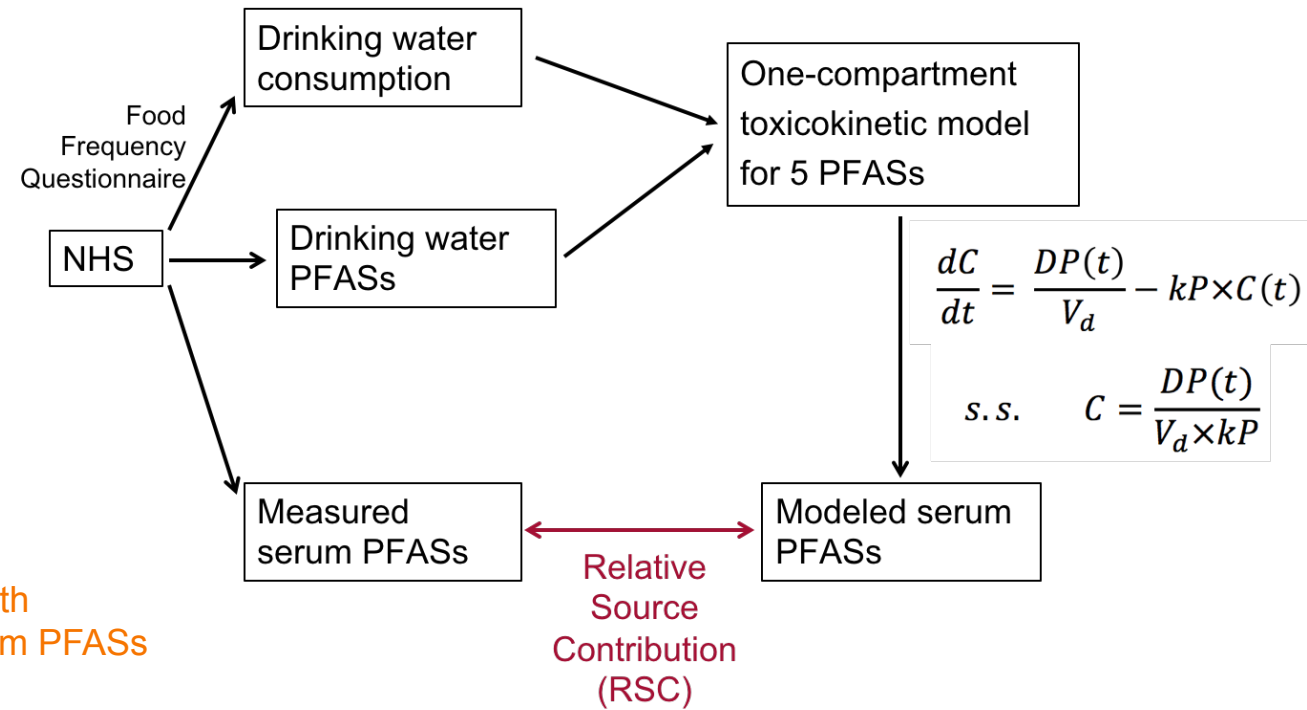 Drinking water
consumption
One-compartment
toxicokinetic model
for 5 PFASs
Food
Frequency
Questionnaire
NHS
Drinking water
PFASs
dC/dt = DP(t)/V_d − kP×C(t)
s.s. C = DP(t)/V_d×kP
Measured
serum PFASs
Modeled serum
PFASs
Relative
Source
Contribution
(RSC)
th
m PFASs